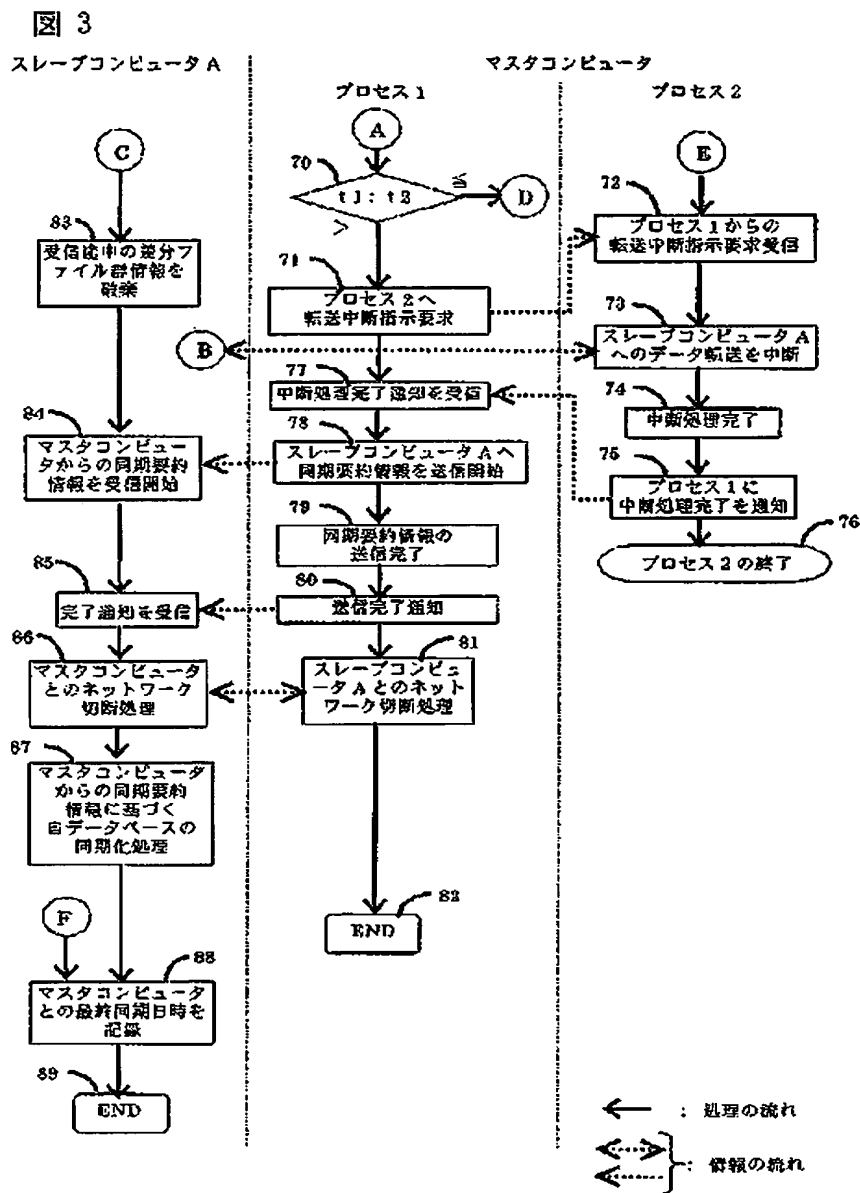 図 3
スレーブコンピュータ A
マスタコンピュータ
プロセス 1
プロセス 2
C
A
E
70
t1 : t2
≦
D
>
83
受信途中の差分フ
ァイル群情報を
破棄
71
プロセス 2 へ
転送中断指示要求
72
プロセス 1 からの
転送中断指示要求受信
73
スレーブコンピュータ A
へのデータ転送を中断
B
77
中断処理完了通知を受信
74
中断処理完了
84
マスタコンピュー
タからの同期要約
情報を受信開始
78
スレーブコンピュータ A へ
同期要約情報を送信開始
75
プロセス 1 に
中断処理完了を通知
79
同期要約情報の
送信完了
76
プロセス 2 の終了
85
完了通知を受信
80
送信完了通知
86
マスタコンピュータ
とのネットワーク
切断処理
81
スレーブコンピュ
ータ A とのネット
ワーク切断処理
87
マスタコンピュータ
からの同期要約
情報に基づく
自データベースの
同期化処理
82
END
F
88
マスタコンピュータ
との最終同期日時を
記録
89
END
: 処理の流れ
: 情報の流れ